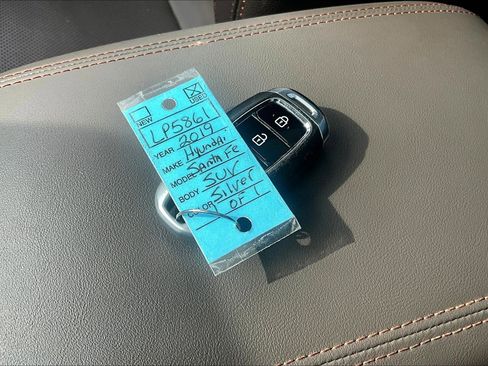 NEW USED
LP5861
YEAR 2019
MAKE Hyundai
MODEL SANTA Fe
BODY SUV
COLOR Silver
1 OF 1